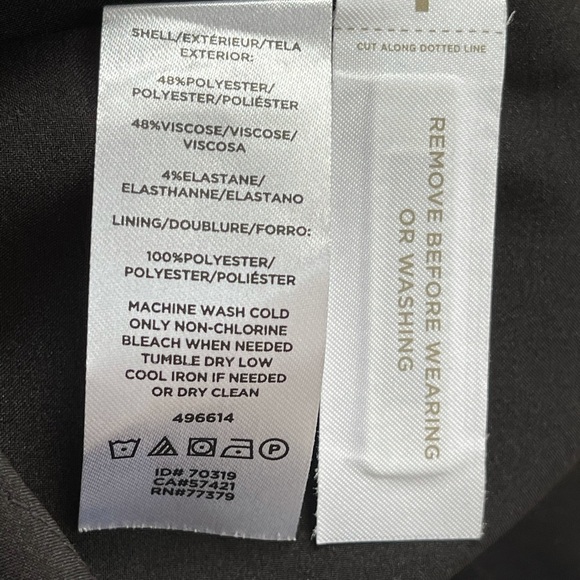 SHELL/EXTÉRIEUR/TELA
EXTERIOR:
48%POLYESTER/
POLYESTER/POLIÉSTER
48%VISCOSE/VISCOSE/
VISCOSA
4%ELASTANE/
ELASTHANNE/ELASTANO
LINING/DOUBLURE/FORRO:
100%POLYESTER/
POLYESTER/POLIÉSTER
MACHINE WASH COLD
ONLY NON-CHLORINE
BLEACH WHEN NEEDED
TUMBLE DRY LOW
COOL IRON IF NEEDED
OR DRY CLEAN
496614
P
ID# 70319
CA#57421
RN#77379
CUT ALONG DOTTED LINE
REMOVE BEFORE WEARING
OR WASHING